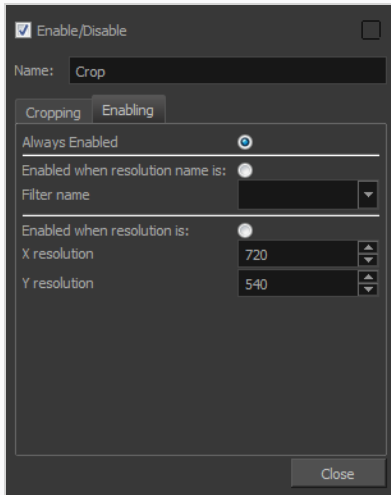 Enable/Disable
Name: Crop
Cropping Enabling
Always Enabled
Enabled when resolution name is:
Filter name
Enabled when resolution is:
X resolution 720
Y resolution 540
Close